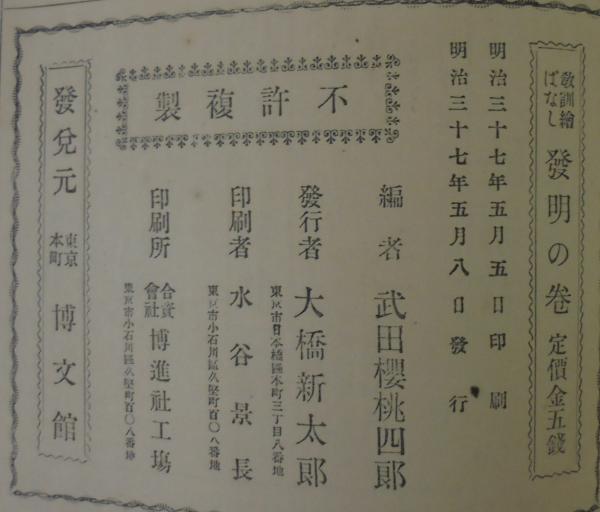 教訓繪ばなし 發明の卷 定價金五錢
明治三十七年五月五日印刷
明治三十七年五月八日發行
不許複製
編者 武田櫻桃四郎
發行者 大橋新太郎
東京市日本橋區本町三丁目八番地
印刷者 水谷景長
東京市小石川區久堅町百〇八番地
印刷所 合資會社 博進社工塲
東京市小石川區久堅町百〇八番地
發兌元 東京本町 博文館